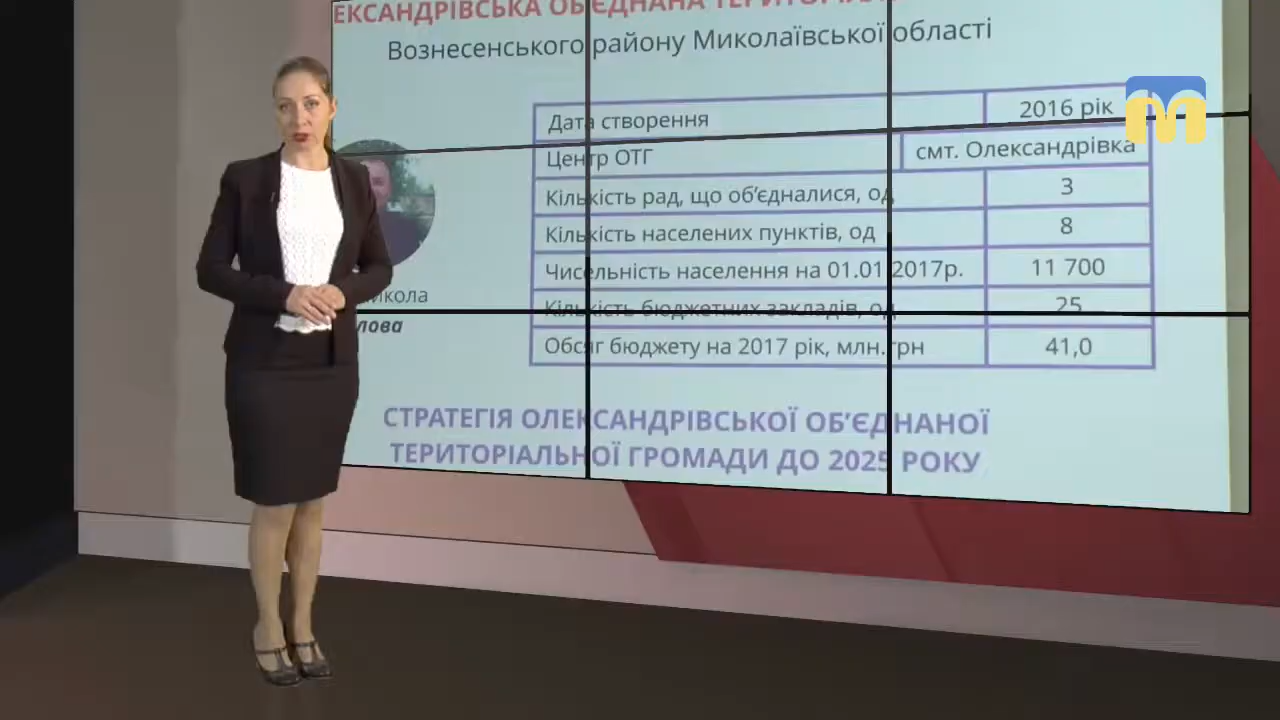 ЕКСАНДРІВСЬКА ОБ'ЄДНАНА
Вознесенського району Миколаївської області
Дата створення 2016 рік
Центр ОТГ смт. Олександрівка
Кількість рад, що об’єдналися, од 3
Кількість населених пунктів, од 8
Чисельність населення на 01.01 2017р. 11 700
Кількість бюджетних закладів, од 25
Обсяг бюджету на 2017 рік, млн. грн 41,0
икола
лова
СТРАТЕГІЯ ОЛЕКСАНДРІВСЬКОЇ ОБ’ЄДНАНОЇ
ТЕРИТОРІАЛЬНОЇ ГРОМАДИ ДО 2025 РОКУ